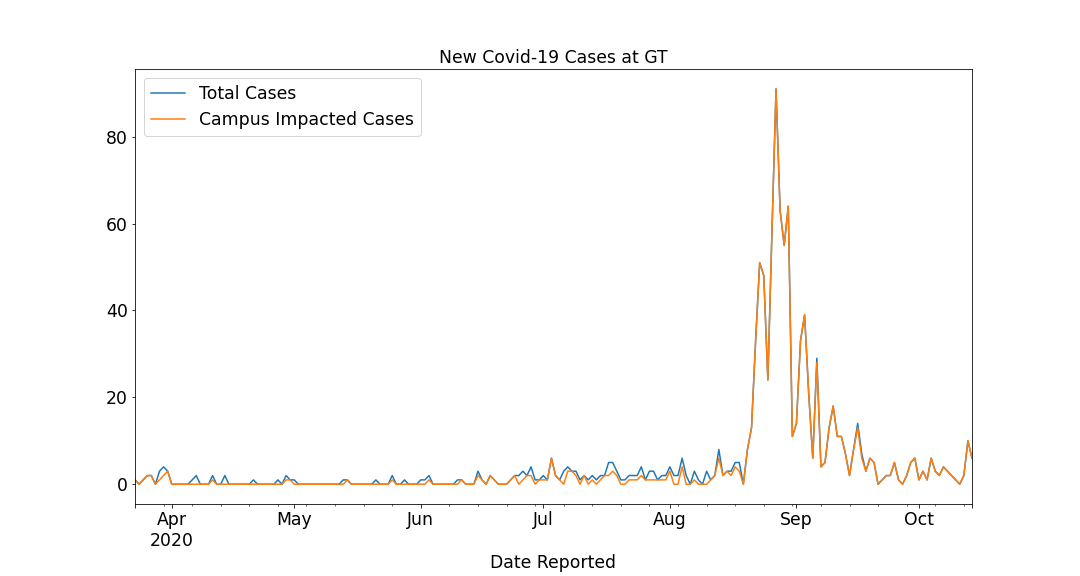 New Covid-19 Cases at GT
Total Cases
Campus Impacted Cases
80
60
40
20
0
Apr May Jun Jul Aug Sep Oct
2020
Date Reported